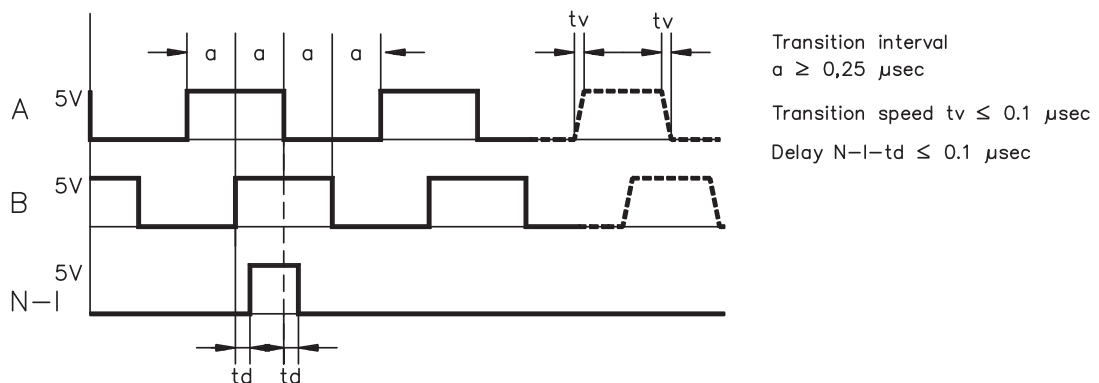 tv tv
a a a a
A 5V
B 5V
N-I 5V
td td
Transition interval
a ≥ 0,25 µsec
Transition speed tv ≤ 0.1 µsec
Delay N-I-td ≤ 0.1 µsec